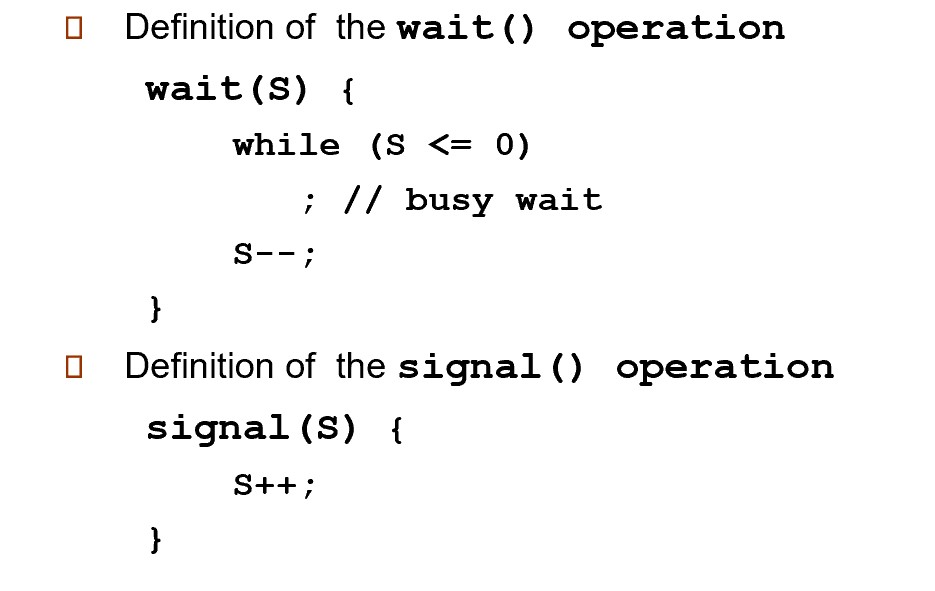 Definition of the wait() operation
wait(S) {
while (S <= 0)
; // busy wait
S--;
}
Definition of the signal() operation
signal(S) {
S++;
}